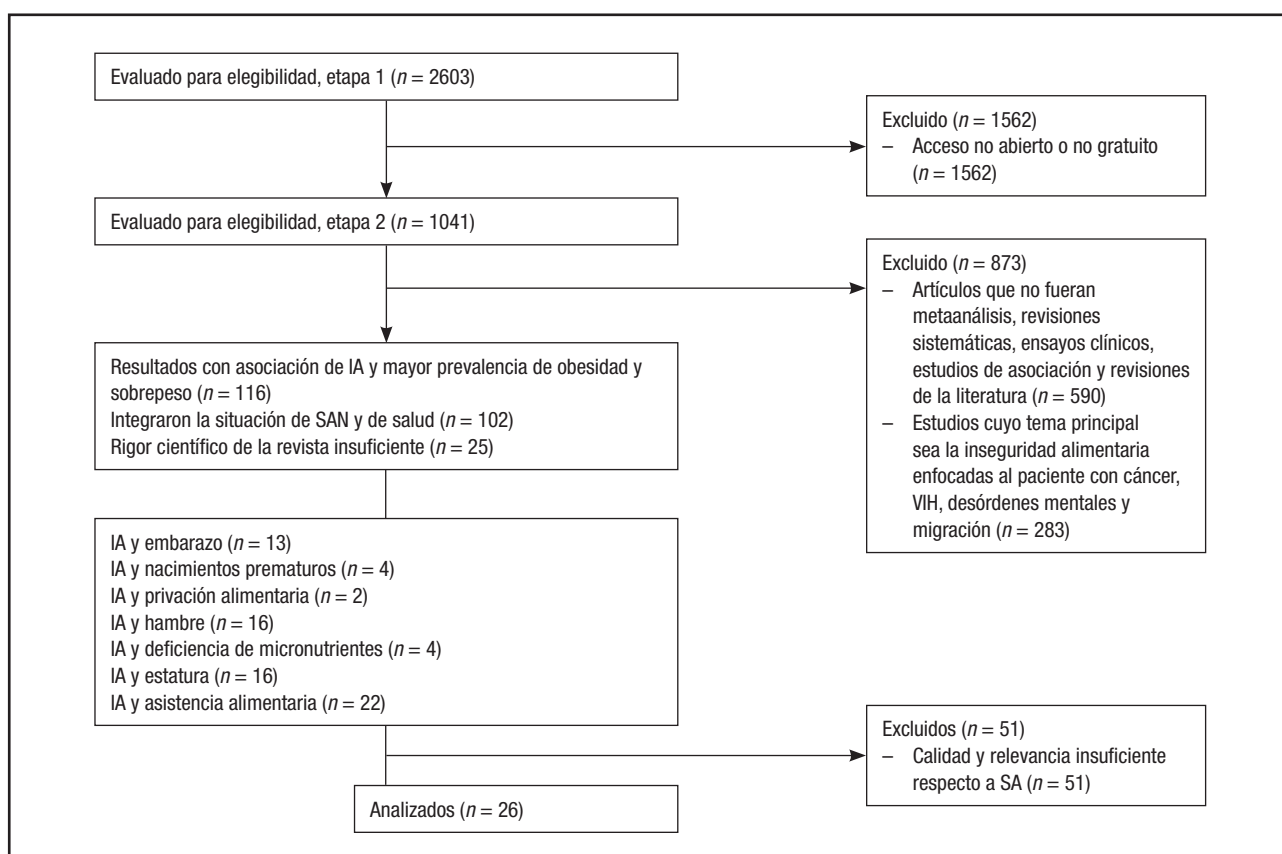 Evaluado para elegibilidad, etapa 1 (n = 2603)
Excluido (n = 1562)
– Acceso no abierto o no gratuito
(n = 1562)
Evaluado para elegibilidad, etapa 2 (n = 1041)
Excluido (n = 873)
– Artículos que no fueran
metaanálisis, revisiones
sistemáticas, ensayos clínicos,
estudios de asociación y revisiones
de la literatura (n = 590)
– Estudios cuyo tema principal
sea la inseguridad alimentaria
enfocadas al paciente con cáncer,
VIH, desórdenes mentales y
migración (n = 283)
Resultados con asociación de IA y mayor prevalencia de obesidad y
sobrepeso (n = 116)
Integraron la situación de SAN y de salud (n = 102)
Rigor científico de la revista insuficiente (n = 25)
IA y embarazo (n = 13)
IA y nacimientos prematuros (n = 4)
IA y privación alimentaria (n = 2)
IA y hambre (n = 16)
IA y deficiencia de micronutrientes (n = 4)
IA y estatura (n = 16)
IA y asistencia alimentaria (n = 22)
Excluidos (n = 51)
– Calidad y relevancia insuficiente
respecto a SA (n = 51)
Analizados (n = 26)